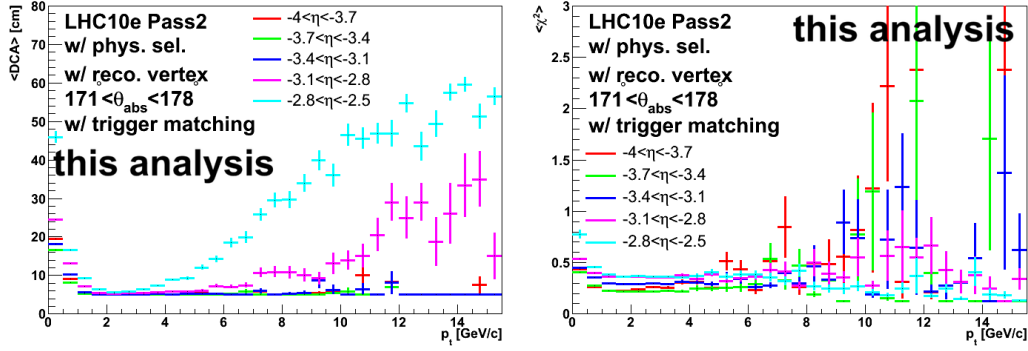 <DCA> [cm]
LHC10e Pass2
w/ phys. sel.
w/ reco. vertex
171°<θabs<178°
w/ trigger matching
-4<η<-3.7
-3.7<η<-3.4
-3.4<η<-3.1
-3.1<η<-2.8
-2.8<η<-2.5
this analysis
80
70
60
50
40
30
20
10
0
0 2 4 6 8 10 12 14
pt [GeV/c]
<χ²>
LHC10e Pass2
w/ phys. sel.
w/ reco. vertex
171°<θabs<178°
w/ trigger matching
this analysis
-4<η<-3.7
-3.7<η<-3.4
-3.4<η<-3.1
-3.1<η<-2.8
-2.8<η<-2.5
3
2.5
2
1.5
1
0.5
0
0 2 4 6 8 10 12 14
pt [GeV/c]